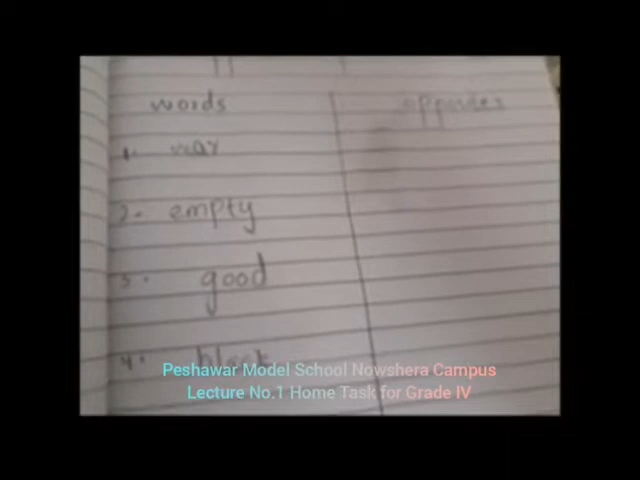 words opposites
1. war
2. empty
3. good
4. black
Peshawar Model School Nowshera Campus
Lecture No.1 Home Task for Grade IV